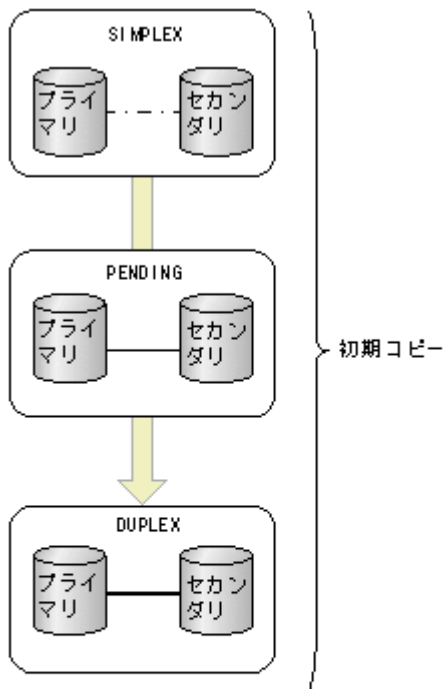 SIMPLEX
プライ
マリ
セカン
ダリ
PENDING
プライ
マリ
セカン
ダリ
初期コピー
DUPLEX
プライ
マリ
セカン
ダリ